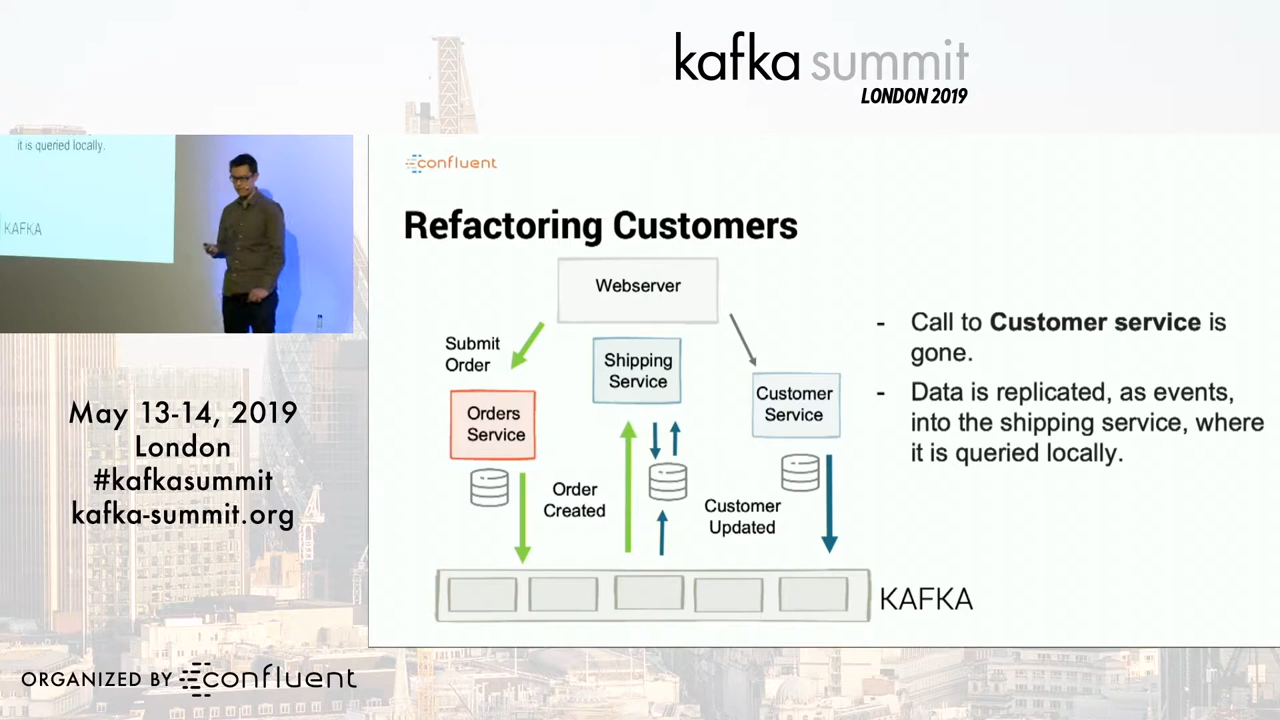 kafka summit
LONDON 2019
it is queried locally.
KAFKA
May 13-14, 2019
London
#kafkasummit
kafka-summit.org
ORGANIZED BY confluent
confluent
Refactoring Customers
Webserver
Submit
Order
Shipping
Service
Customer
Service
Orders
Service
Order
Created
Customer
Updated
KAFKA
- Call to Customer service is
gone.
- Data is replicated, as events,
into the shipping service, where
it is queried locally.